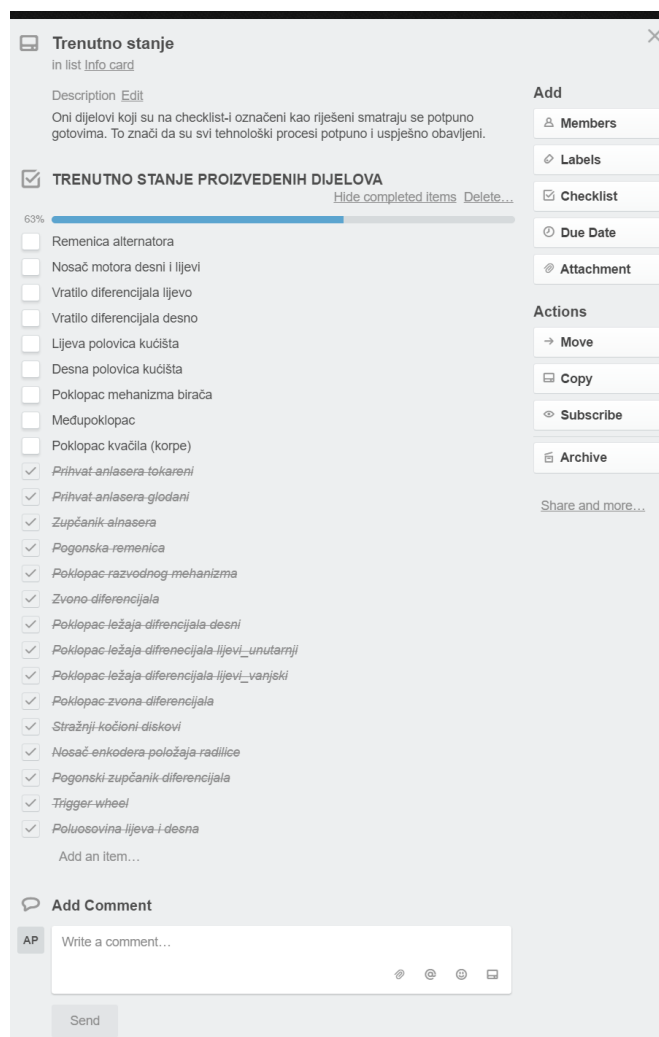 Trenutno stanje
in list Info card
Description Edit
Oni dijelovi koji su na checklist-i označeni kao riješeni smatraju se potpuno
gotovima. To znači da su svi tehnološki procesi potpuno i uspješno obavljeni.
TRENUTNO STANJE PROIZVEDENIH DIJELOVA
Hide completed items Delete…
63%
Remenica alternatora
Nosač motora desni i lijevi
Vratilo diferencijala lijevo
Vratilo diferencijala desno
Lijeva polovica kućišta
Desna polovica kućišta
Poklopac mehanizma birača
Međupoklopac
Poklopac kvačila (korpe)
Prihvat anlasera tokareni
Prihvat anlasera glodani
Zupčanik alnasera
Pogonska remenica
Poklopac razvodnog mehanizma
Zvono diferencijala
Poklopac ležaja difrencijala desni
Poklopac ležaja difrenecijala lijevi_unutarnji
Poklopac ležaja diferencijala lijevi_vanjski
Poklopac zvona diferencijala
Stražnji kočioni diskovi
Nosač enkodera položaja radilice
Pogonski zupčanik diferencijala
Trigger wheel
Poluosovina lijeva i desna
Add an item…
Add Comment
AP
Write a comment…
Send
Add
Members
Labels
Checklist
Due Date
Attachment
Actions
Move
Copy
Subscribe
Archive
Share and more…